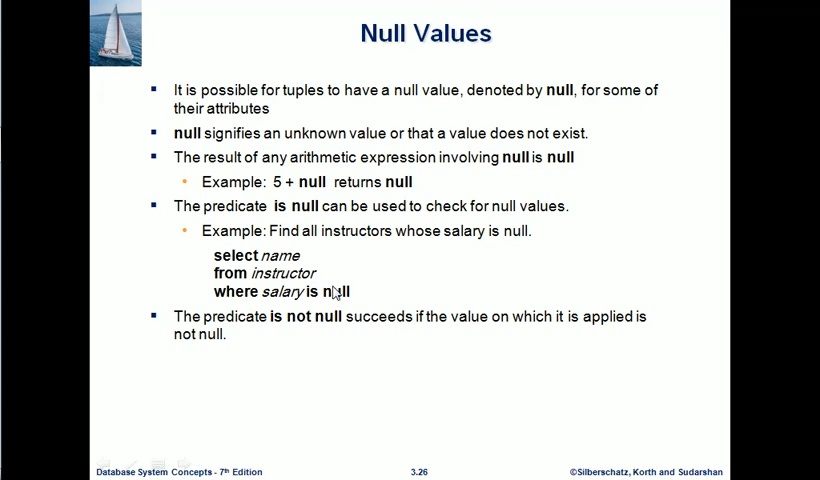 Null Values
It is possible for tuples to have a null value, denoted by null, for some of
their attributes
null signifies an unknown value or that a value does not exist.
The result of any arithmetic expression involving null is null
Example: 5 + null returns null
The predicate is null can be used to check for null values.
Example: Find all instructors whose salary is null.
select name
from instructor
where salary is null
The predicate is not null succeeds if the value on which it is applied is
not null.
Database System Concepts - 7th Edition
3.26
©Silberschatz, Korth and Sudarshan